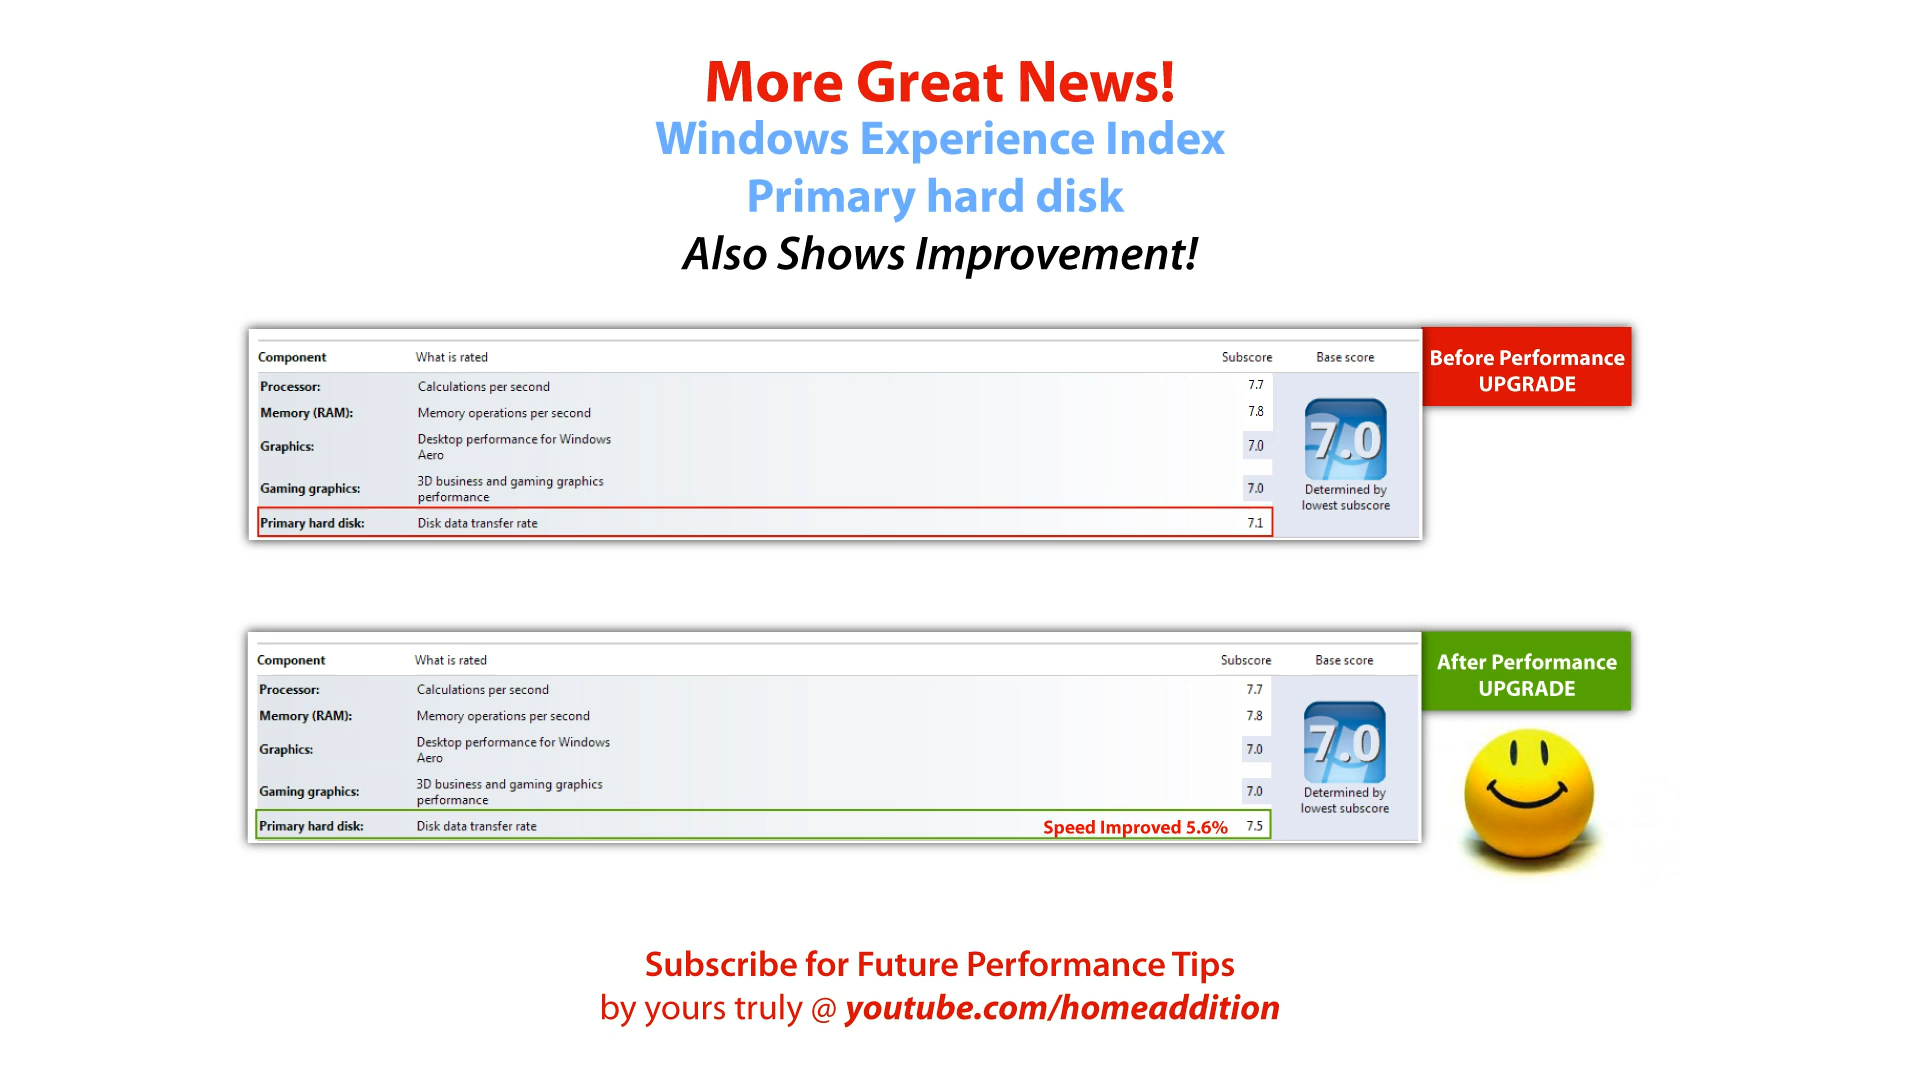 More Great News!
Windows Experience Index
Primary hard disk
Also Shows Improvement!
Component What is rated Subscore Base score
Before Performance
UPGRADE
Processor: Calculations per second 7.7
Memory (RAM): Memory operations per second 7.8
Graphics: Desktop performance for Windows
Aero 7.0
7.0
Gaming graphics: 3D business and gaming graphics
performance 7.0
Determined by
lowest subscore
Primary hard disk: Disk data transfer rate 7.1
Component What is rated Subscore Base score
After Performance
UPGRADE
Processor: Calculations per second 7.7
Memory (RAM): Memory operations per second 7.8
Graphics: Desktop performance for Windows
Aero 7.0
7.0
Gaming graphics: 3D business and gaming graphics
performance 7.0
Determined by
lowest subscore
Primary hard disk: Disk data transfer rate Speed Improved 5.6% 7.5
Subscribe for Future Performance Tips
by yours truly @ youtube.com/homeaddition